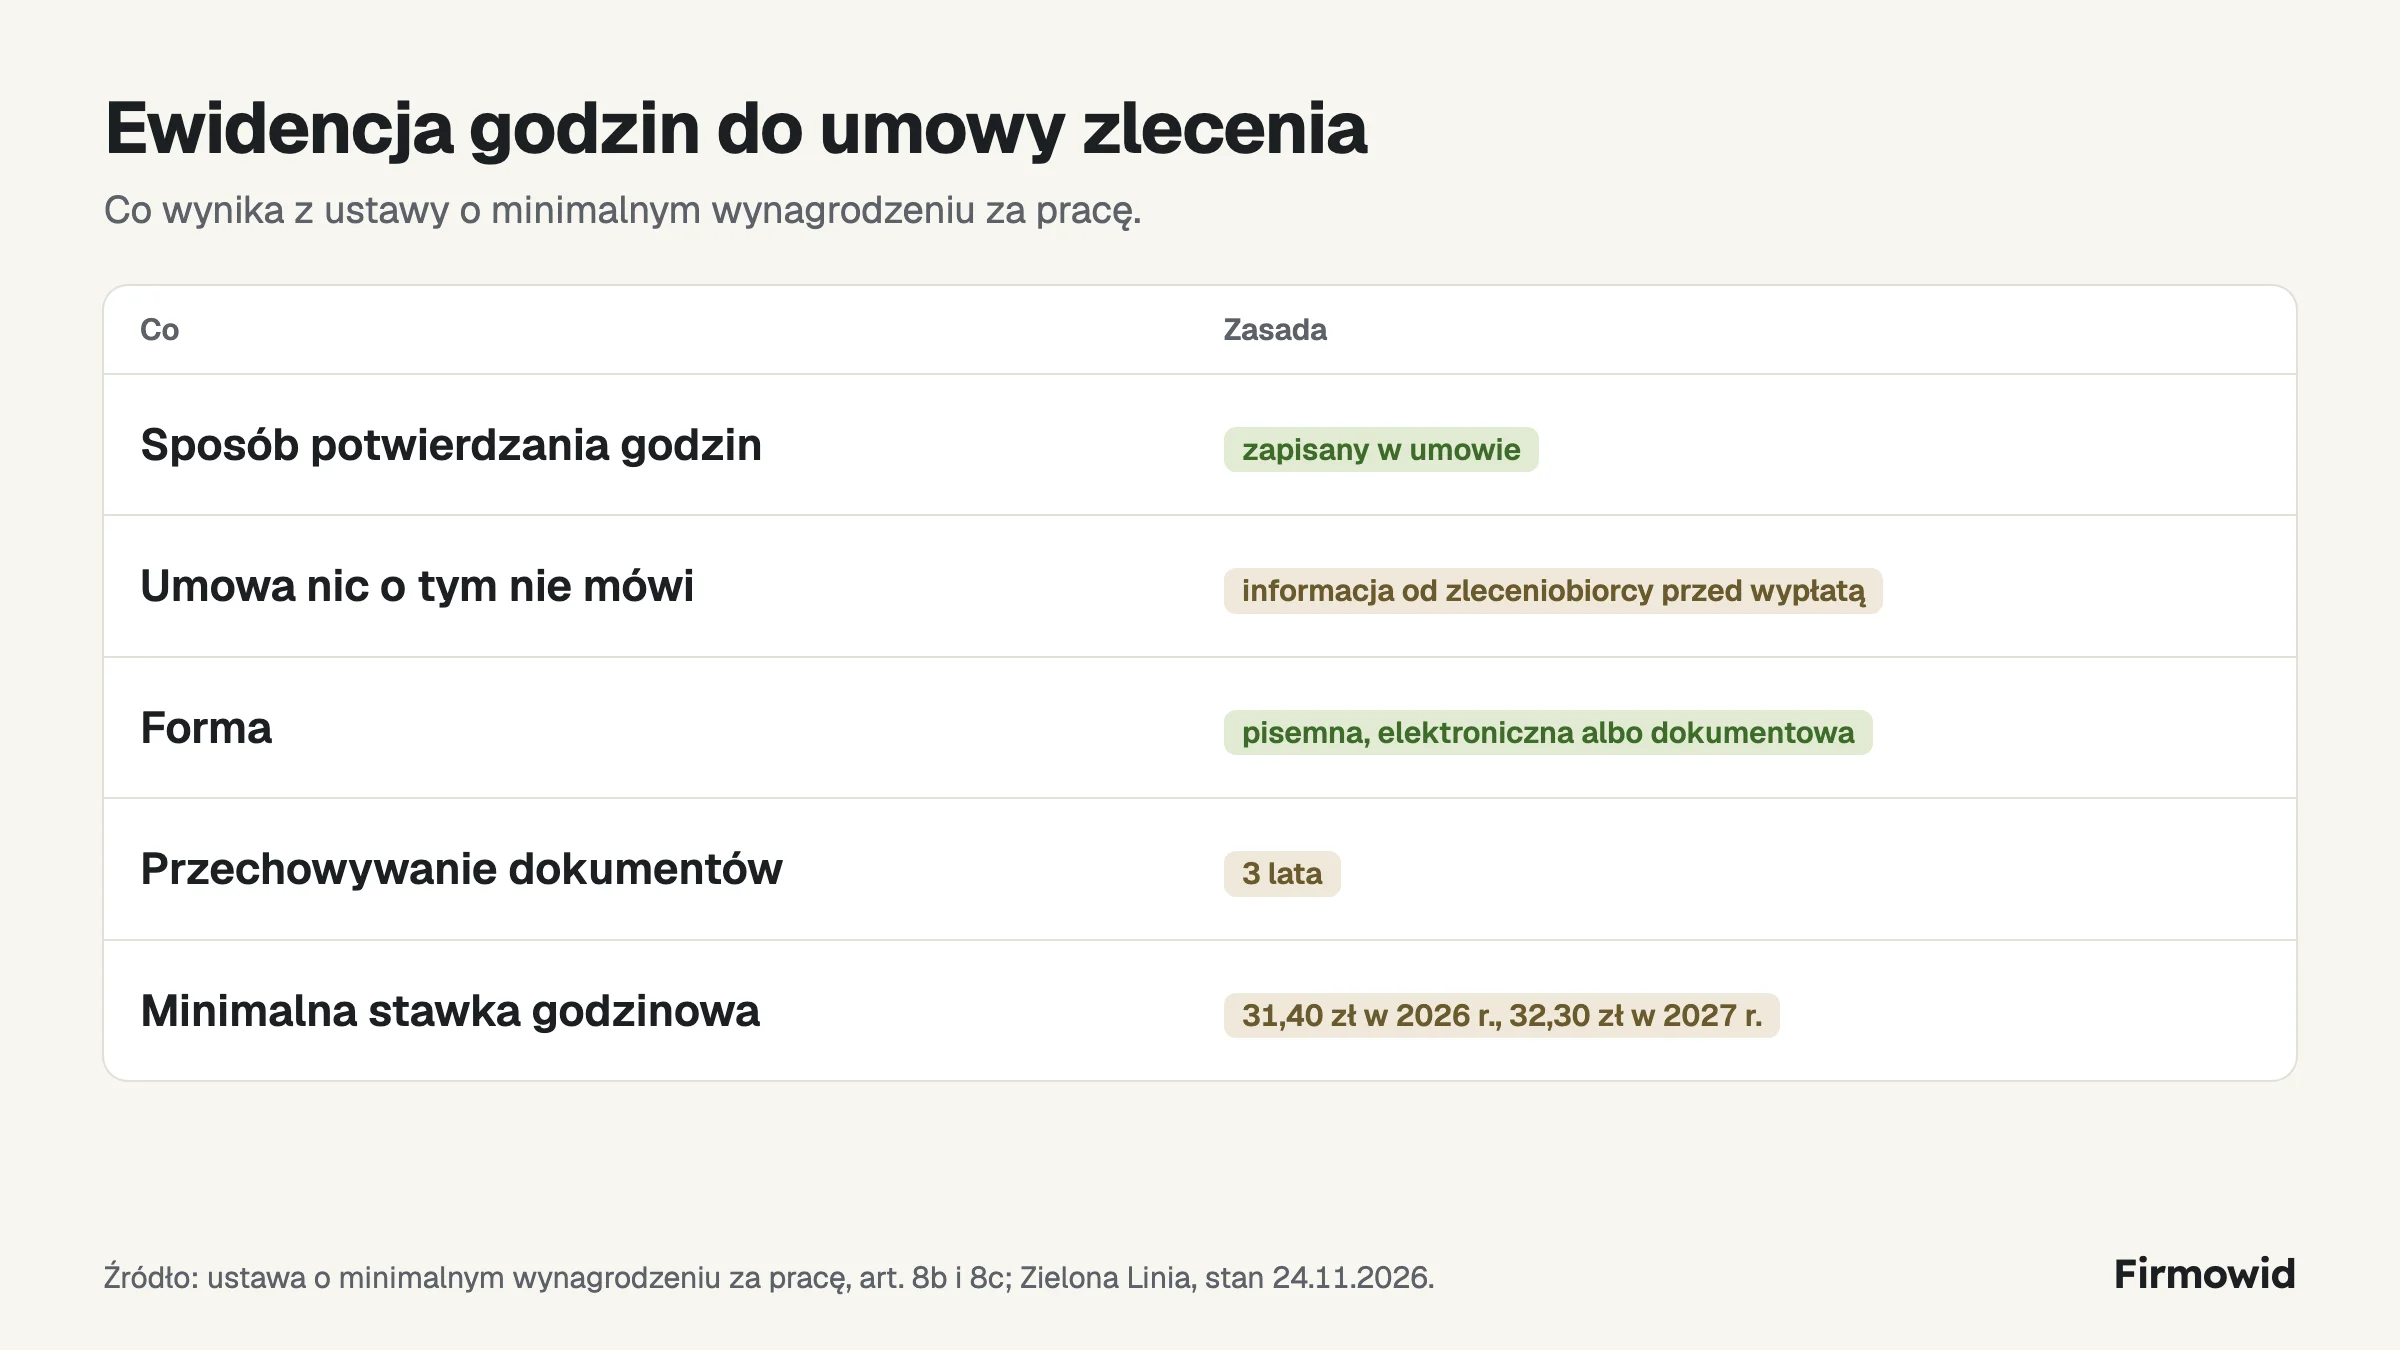 Ewidencja godzin do umowy zlecenia
Co wynika z ustawy o minimalnym wynagrodzeniu za pracę.
Co Zasada
Sposób potwierdzania godzin zapisany w umowie
Umowa nic o tym nie mówi informacja od zleceniobiorcy przed wypłatą
Forma pisemna, elektroniczna albo dokumentowa
Przechowywanie dokumentów 3 lata
Minimalna stawka godzinowa 31,40 zł w 2026 r., 32,30 zł w 2027 r.
Źródło: ustawa o minimalnym wynagrodzeniu za pracę, art. 8b i 8c; Zielona Linia, stan 24.11.2026.
Firmowid